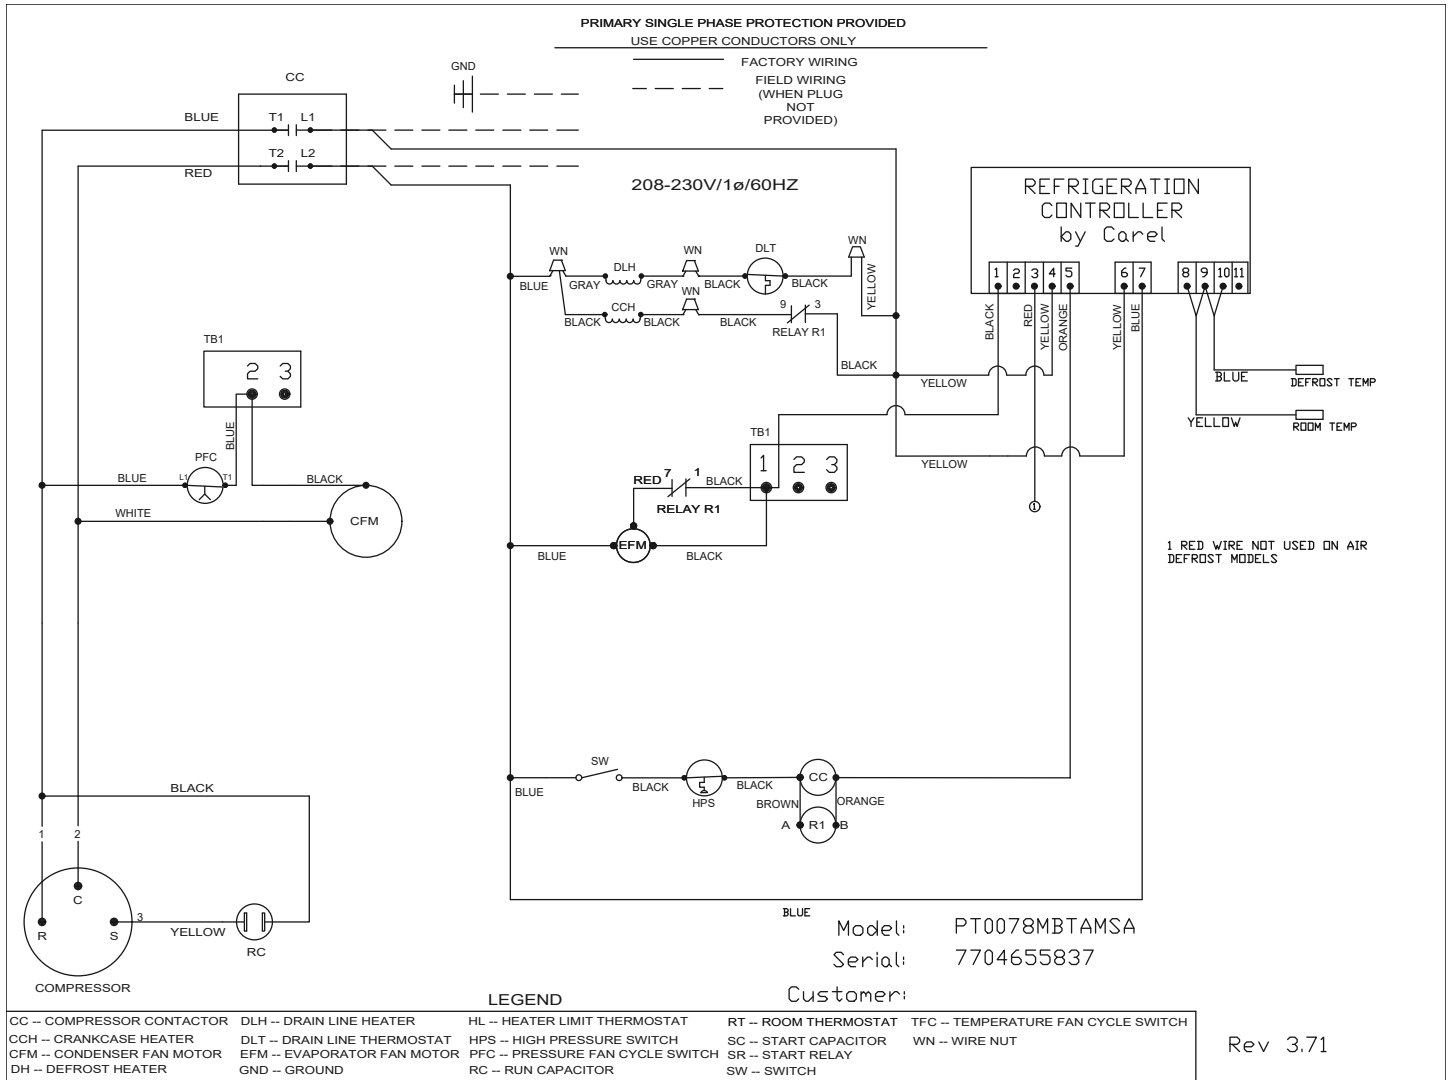 PRIMARY SINGLE PHASE PROTECTION PROVIDED
USE COPPER CONDUCTORS ONLY
FACTORY WIRING
FIELD WIRING
(WHEN PLUG
NOT
PROVIDED)
GND
CC
BLUE
T1
L1
T2
L2
RED
208-230V/1ø/60HZ
REFRIGERATION
CONTROLLER
by Carel
1 2 3 4 5
6 7
8 9 10 11
WN
DLH
WN
DLT
WN
BLUE
GRAY
GRAY
BLACK
BLACK
YELLOW
CCH
WN
BLACK
BLACK
BLACK
9
3
RELAY R1
BLACK
BLACK
RED
YELLOW
ORANGE
YELLOW
BLUE
YELLOW
BLUE
DEFROST TEMP
YELLOW
ROOM TEMP
YELLOW
TB1
2 3
BLUE
PFC
BLUE
L1
T1
BLACK
WHITE
CFM
TB1
1 2 3
RED
7
1
BLACK
RELAY R1
BLUE
EFM
BLACK
1
1 RED WIRE NOT USED ON AIR
DEFROST MODELS
SW
BLUE
BLACK
HPS
BLACK
CC
BROWN
ORANGE
A
R1
B
BLACK
1
2
C
R
S
3
YELLOW
RC
COMPRESSOR
BLUE
Model: PT0078MBTAMSA
Serial: 7704655837
Customer:
LEGEND
CC -- COMPRESSOR CONTACTOR
CCH -- CRANKCASE HEATER
CFM -- CONDENSER FAN MOTOR
DH -- DEFROST HEATER
DLH -- DRAIN LINE HEATER
DLT -- DRAIN LINE THERMOSTAT
EFM -- EVAPORATOR FAN MOTOR
GND -- GROUND
HL -- HEATER LIMIT THERMOSTAT
HPS -- HIGH PRESSURE SWITCH
PFC -- PRESSURE FAN CYCLE SWITCH
RC -- RUN CAPACITOR
RT -- ROOM THERMOSTAT
SC -- START CAPACITOR
SR -- START RELAY
SW -- SWITCH
TFC -- TEMPERATURE FAN CYCLE SWITCH
WN -- WIRE NUT
Rev 3.71